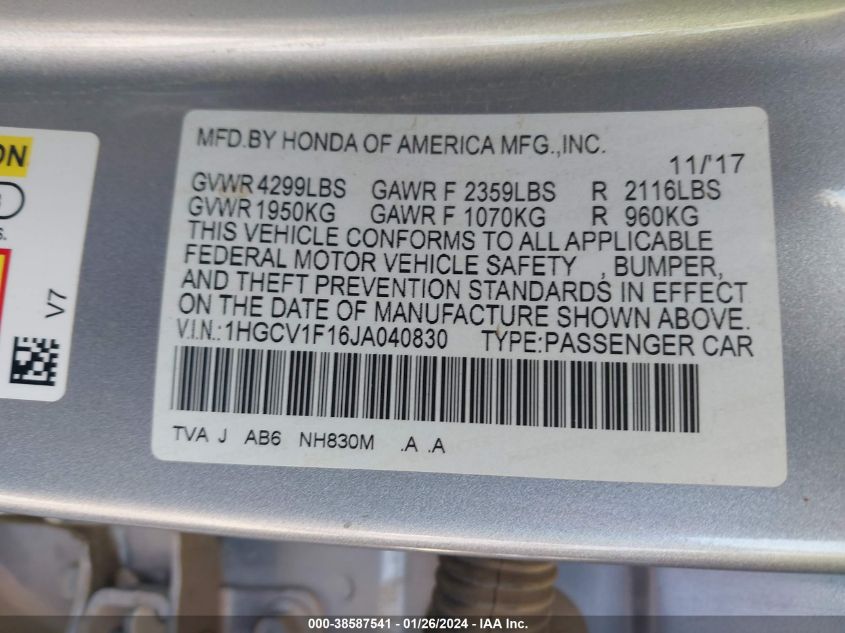 ON
S.
V7
MFD.BY HONDA OF AMERICA MFG.,INC.
11/'17
GVWR 4299LBS GAWR F 2359LBS R 2116LBS
GVWR 1950KG GAWR F 1070KG R 960KG
THIS VEHICLE CONFORMS TO ALL APPLICABLE
FEDERAL MOTOR VEHICLE SAFETY , BUMPER,
AND THEFT PREVENTION STANDARDS IN EFFECT
ON THE DATE OF MANUFACTURE SHOWN ABOVE.
V.I.N.:1HGCV1F16JA040830 TYPE:PASSENGER CAR
TVA J AB6 NH830M .A .A
000-38587541 - 01/26/2024 - IAA Inc.